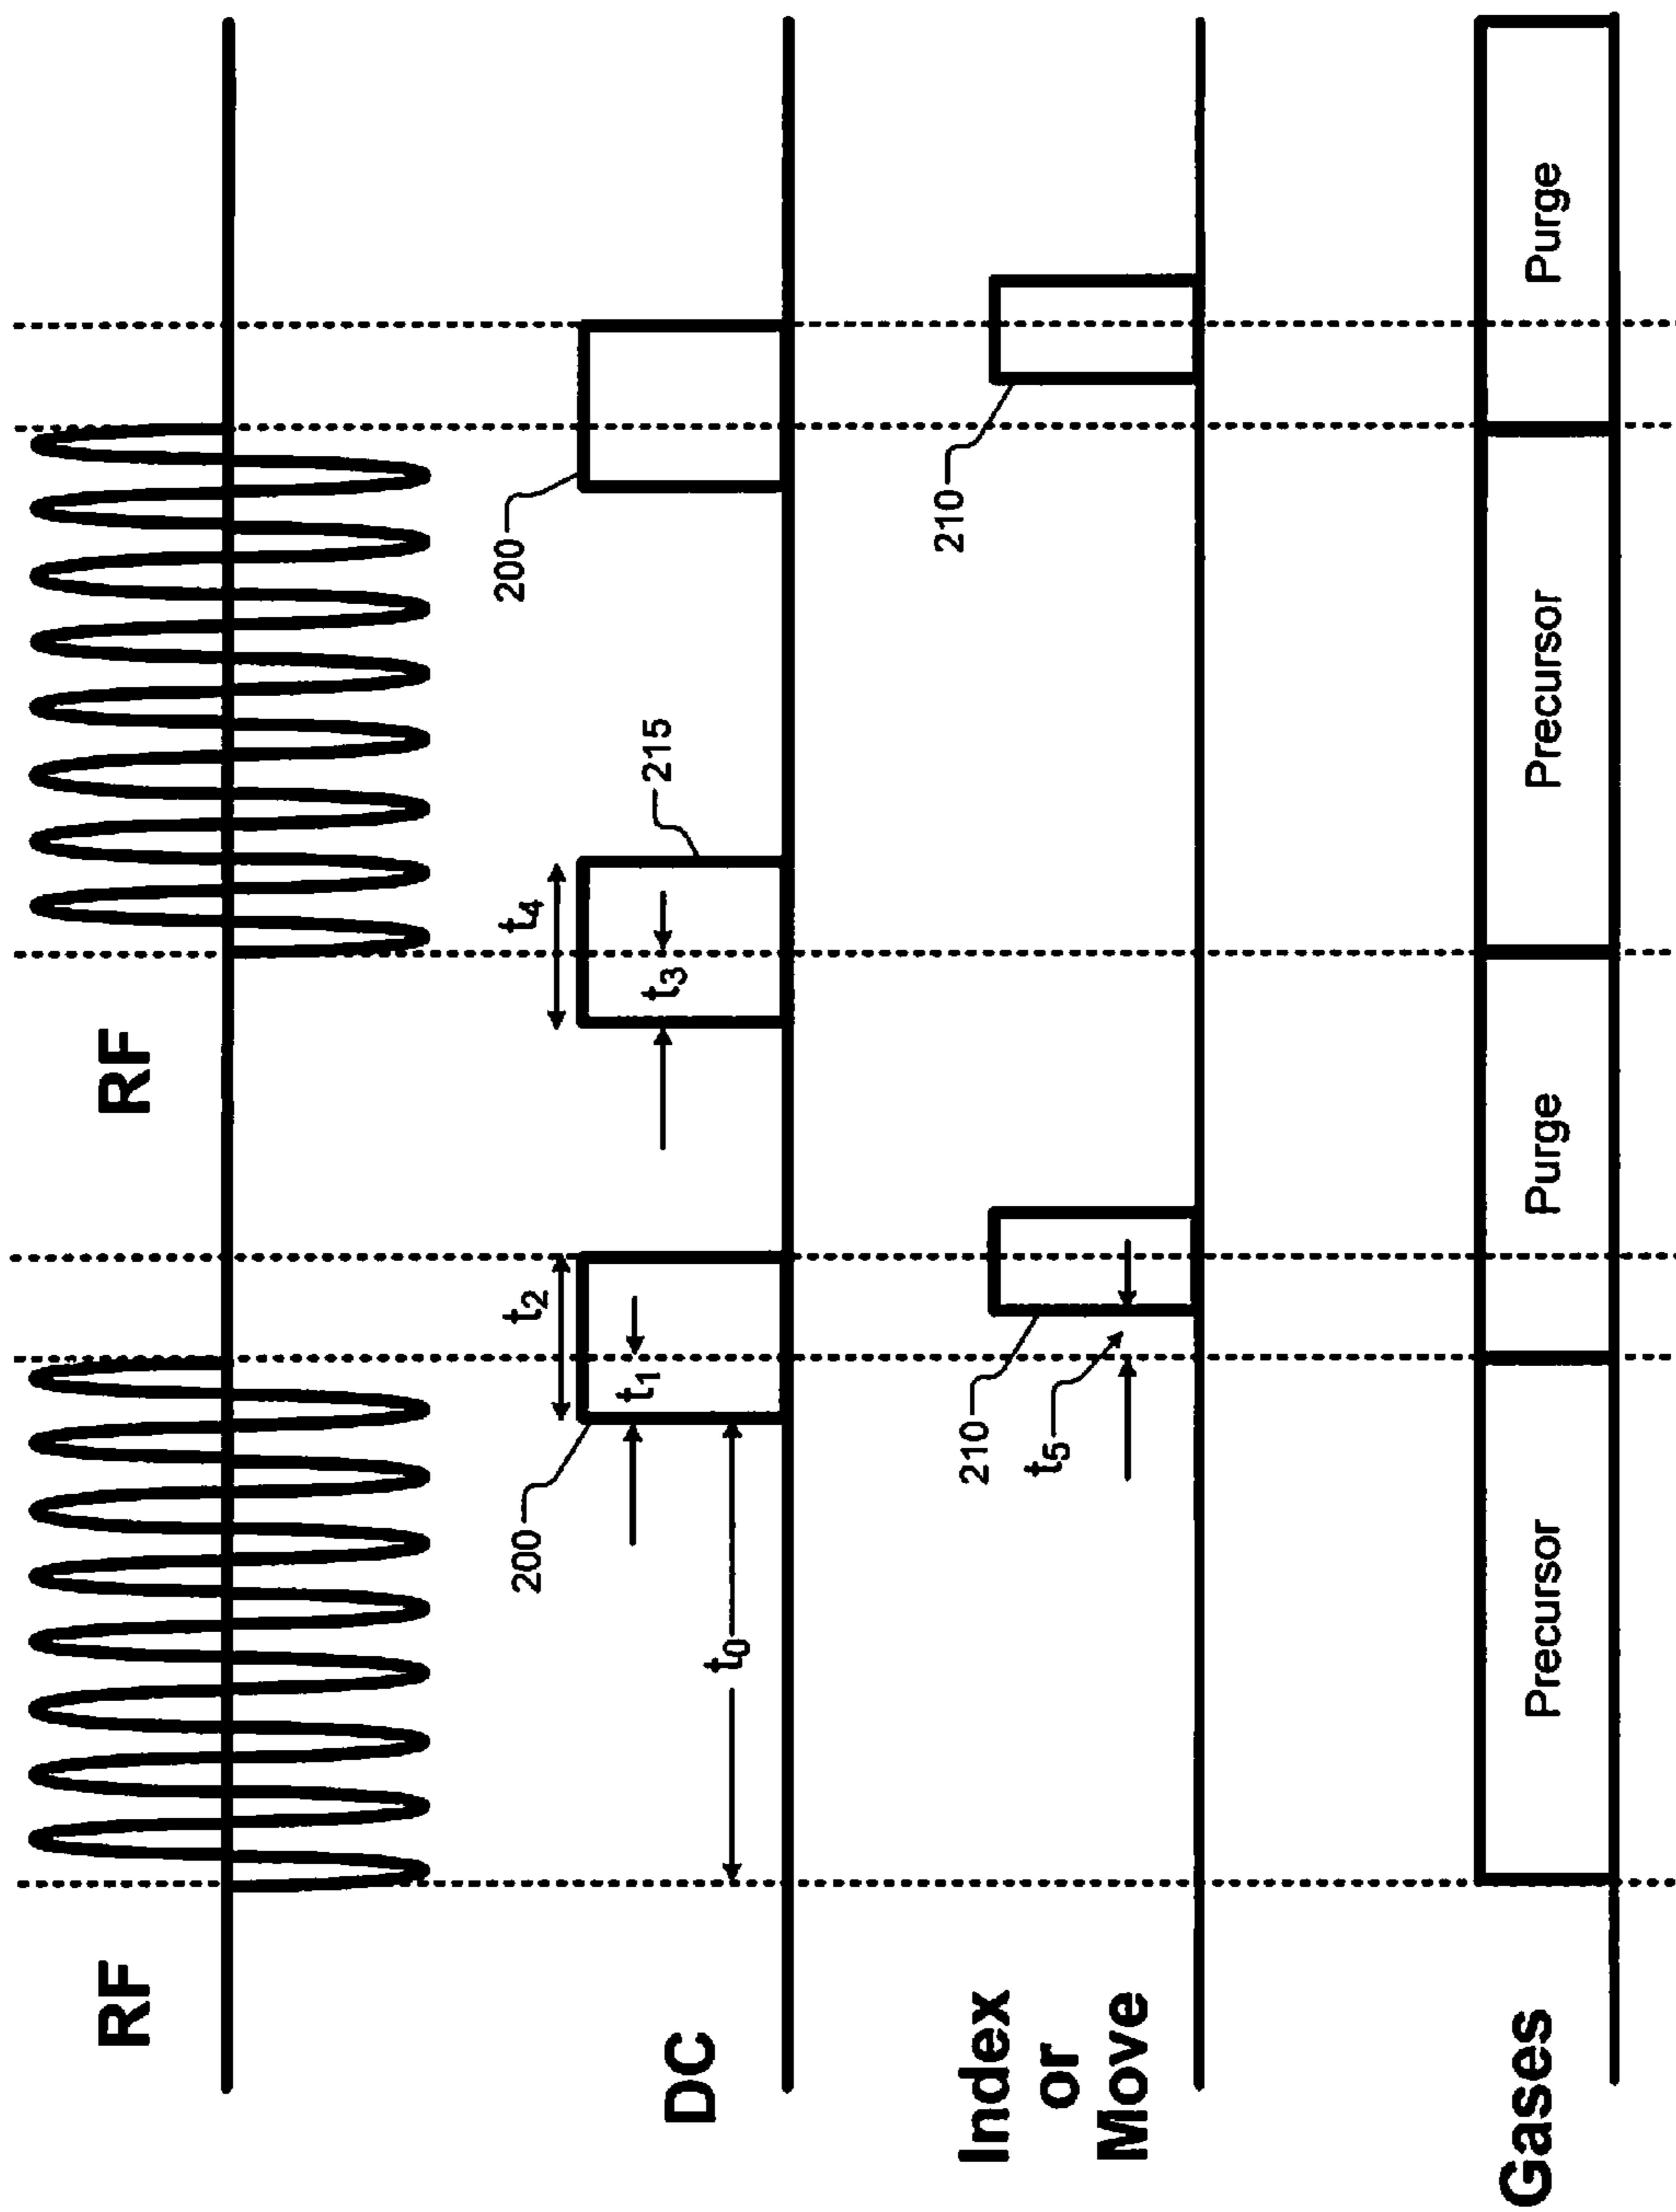 RF
RF
DC
t0
200
t1
t2
t3
t4
215
200
Index
or
Move
210
t5
210
Gases
Precursor
Purge
Precursor
Purge